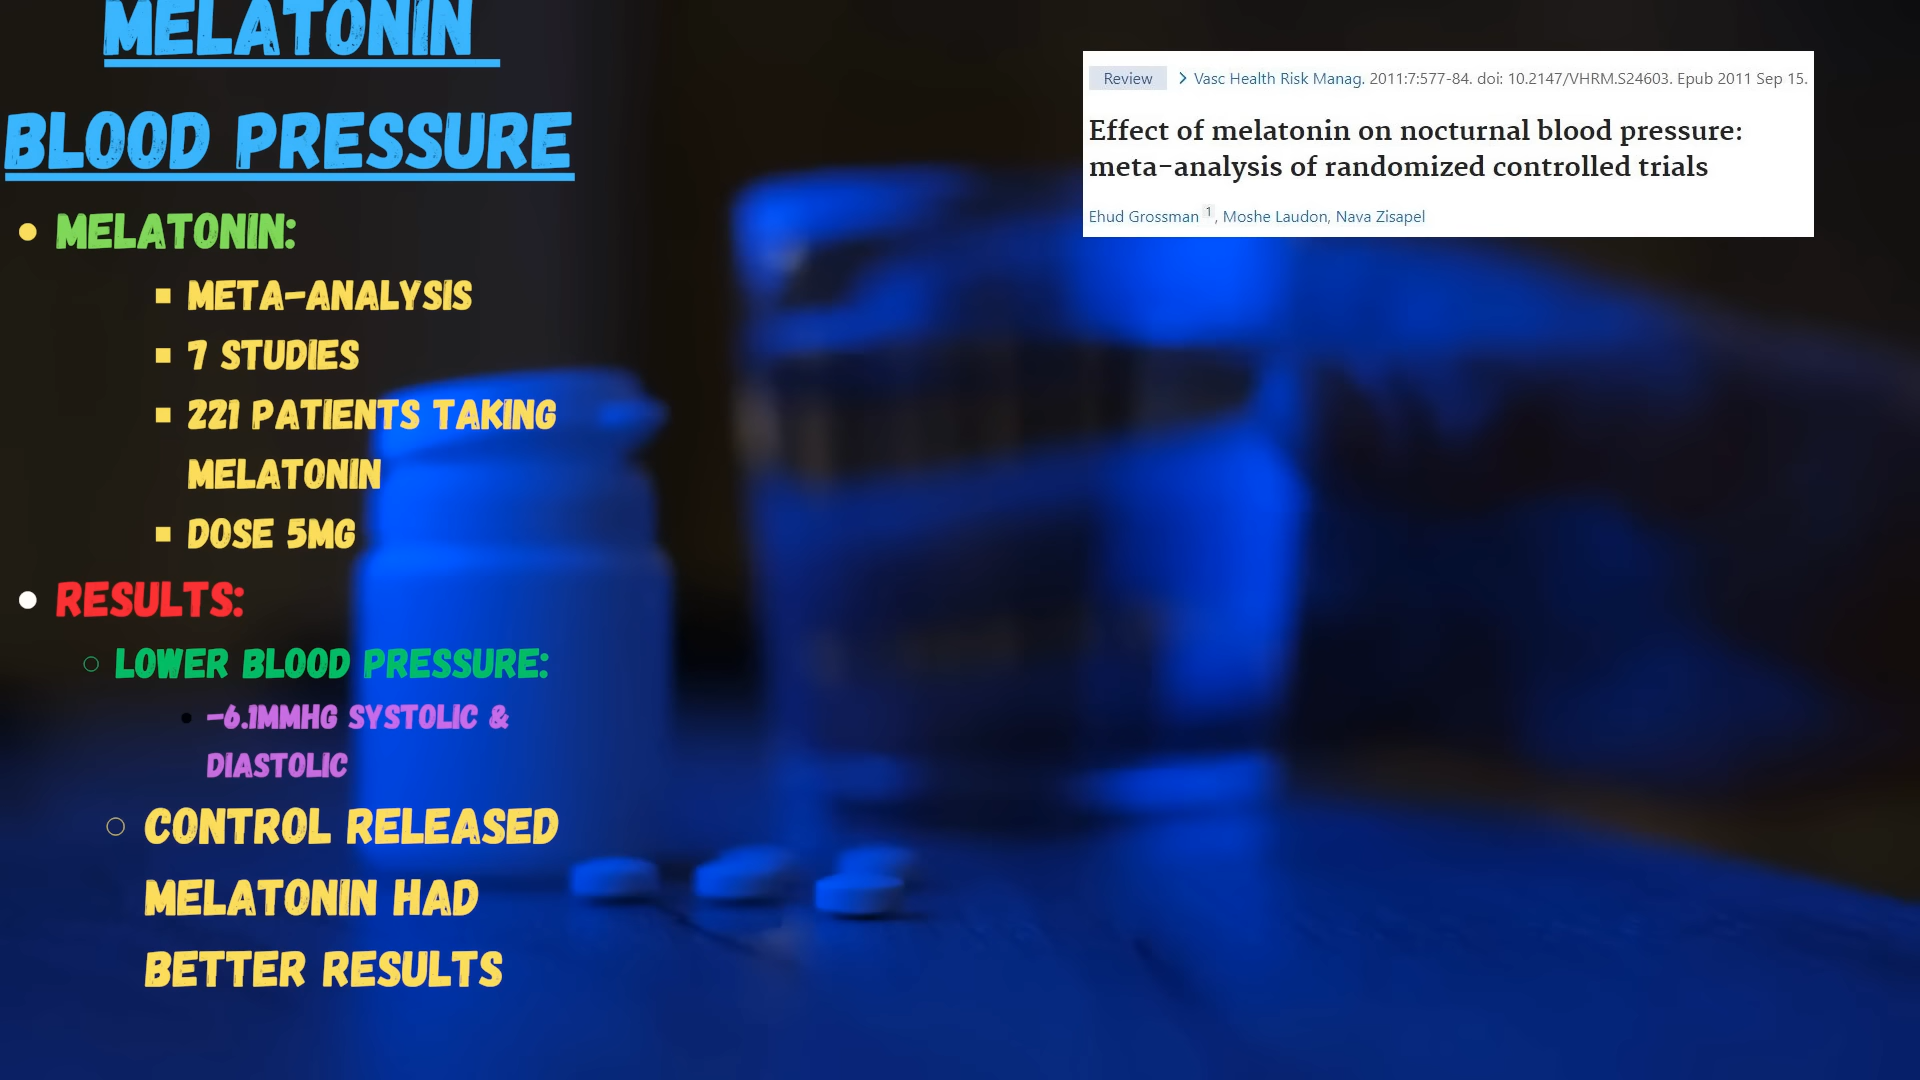 MELATONIN
BLOOD PRESSURE
MELATONIN:
META-ANALYSIS
7 STUDIES
221 PATIENTS TAKING
MELATONIN
DOSE 5MG
RESULTS:
LOWER BLOOD PRESSURE:
-6.1MMHG SYSTOLIC &
DIASTOLIC
CONTROL RELEASED
MELATONIN HAD
BETTER RESULTS
Review > Vasc Health Risk Manag. 2011:7:577-84. doi: 10.2147/VHRM.S24603. Epub 2011 Sep 15.
Effect of melatonin on nocturnal blood pressure:
meta-analysis of randomized controlled trials
Ehud Grossman 1, Moshe Laudon, Nava Zisapel